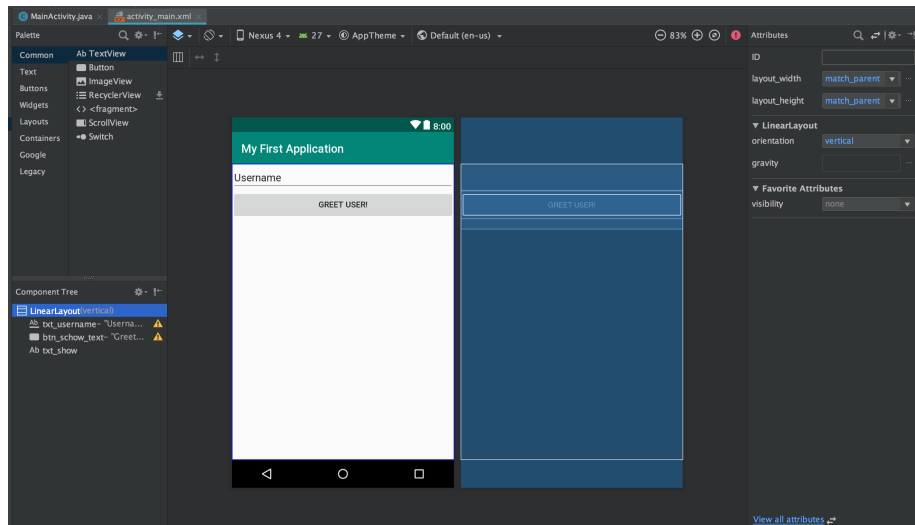 MainActivity.java
activity_main.xml
Palette
Nexus 4
27
AppTheme
Default (en-us)
83%
Attributes
Common
Text
Buttons
Widgets
Layouts
Containers
Google
Legacy
Ab TextView
Button
ImageView
RecyclerView
<> <fragment>
ScrollView
Switch
ID
layout_width
match_parent
layout_height
match_parent
LinearLayout
orientation
vertical
gravity
Favorite Attributes
visibility
none
8:00
My First Application
Username
GREET USER!
GREET USER!
Component Tree
LinearLayout(vertical)
Ab txt_username– "Userna...
btn_schow_text– "Greet...
Ab txt_show
View all attributes